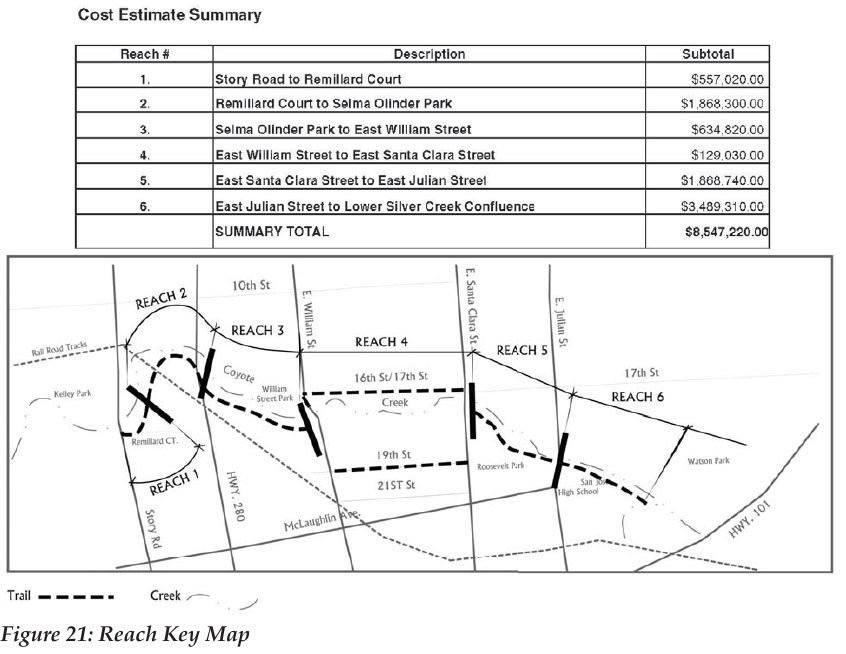 Cost Estimate Summary
Reach # Description Subtotal
1. Story Road to Remillard Court $557,020.00
2. Remillard Court to Selma Olinder Park $1,868,300.00
3. Selma Olinder Park to East William Street $634,820.00
4. East William Street to East Santa Clara Street $129,030.00
5. East Santa Clara Street to East Julian Street $1,868,740.00
6. East Julian Street to Lower Silver Creek Confluence $3,489,310.00
SUMMARY TOTAL $8,547,220.00
REACH 2
10th St
E. William St
E. Santa Clara St
E. Julian St
REACH 3
REACH 4
REACH 5
Rail Road Tracks
Coyote
16th St/17th St
17th St
Kelley Park
William
Street Park
Creek
REACH 6
Remillard CT.
19th St
Roosevelt Park
Watson Park
REACH 1
HWY. 280
21ST St
San Jose
High School
Story Rd
McLaughlin Ave.
HWY. 101
Trail
Creek
Figure 21: Reach Key Map